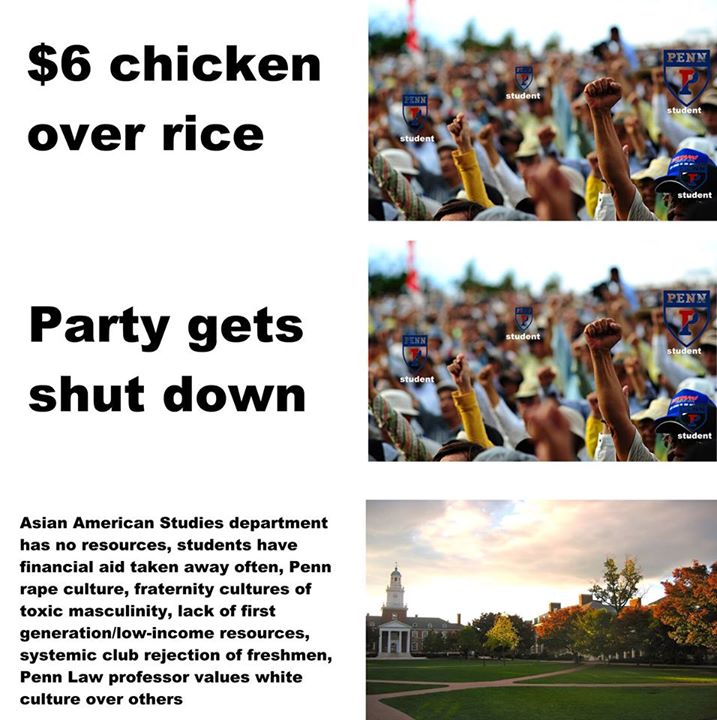 $6 chicken
over rice
PENN
P
student
PENN
student
PENN
student
student
Party gets
shut down
PENN
P
student
PENN
student
PENN
student
student
Asian American Studies department
has no resources, students have
financial aid taken away often, Penn
rape culture, fraternity cultures of
toxic masculinity, lack of first
generation/low-income resources,
systemic club rejection of freshmen,
Penn Law professor values white
culture over others